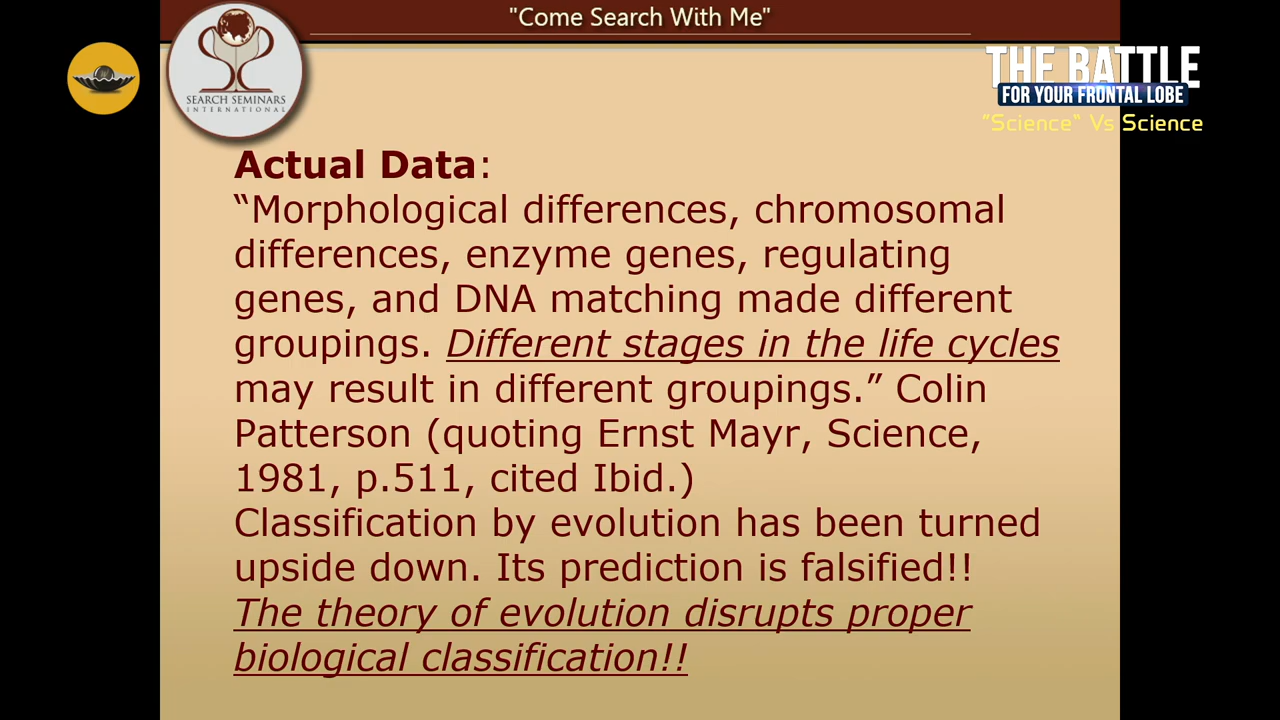 "Come Search With Me"
SEARCH SEMINARS
INTERNATIONAL
THE BATTLE
FOR YOUR FRONTAL LOBE
"Science" Vs Science
Actual Data:
“Morphological differences, chromosomal
differences, enzyme genes, regulating
genes, and DNA matching made different
groupings. Different stages in the life cycles
may result in different groupings.” Colin
Patterson (quoting Ernst Mayr, Science,
1981, p.511, cited Ibid.)
Classification by evolution has been turned
upside down. Its prediction is falsified!!
The theory of evolution disrupts proper
biological classification!!